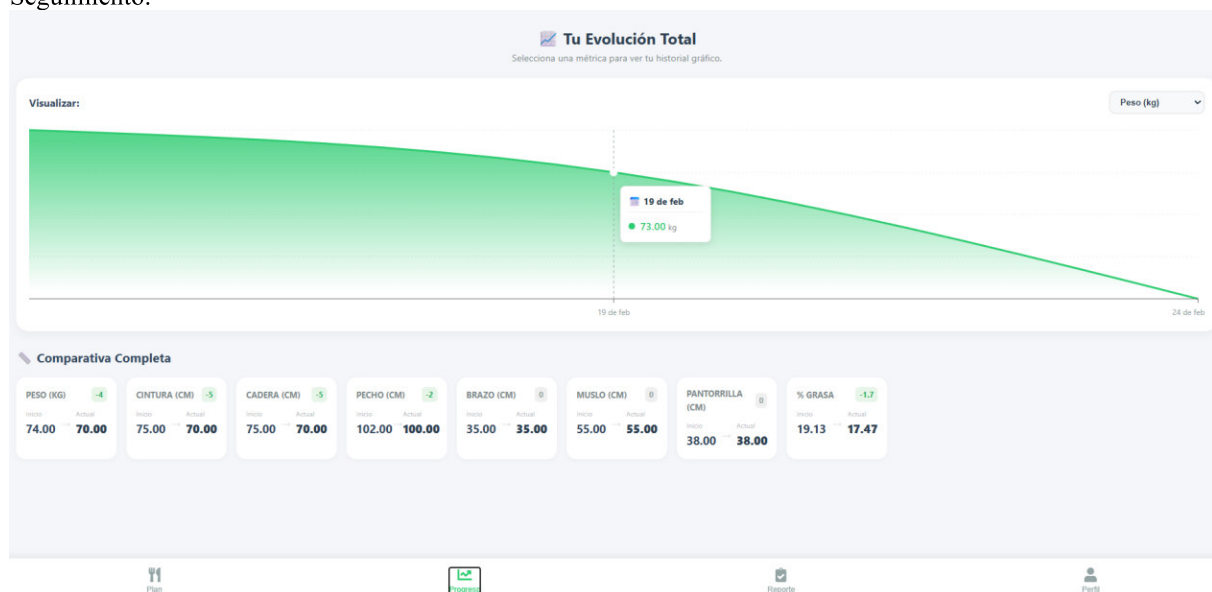 Seguimiento.
Tu Evolución Total
Selecciona una métrica para ver tu historial gráfico.
Visualizar:
Peso (kg)
19 de feb
73.00 kg
19 de feb
24 de feb
Comparativa Completa
PESO (KG) -4
Inicio Actual
74.00 → 70.00
CINTURA (CM) -5
Inicio Actual
75.00 → 70.00
CADERA (CM) -5
Inicio Actual
75.00 → 70.00
PECHO (CM) -2
Inicio Actual
102.00 → 100.00
BRAZO (CM) 0
Inicio Actual
35.00 → 35.00
MUSLO (CM) 0
Inicio Actual
55.00 → 55.00
PANTORRILLA
(CM) 0
Inicio Actual
38.00 → 38.00
% GRASA -1.7
Inicio Actual
19.13 → 17.47
Plan
Progreso
Reporte
Perfil